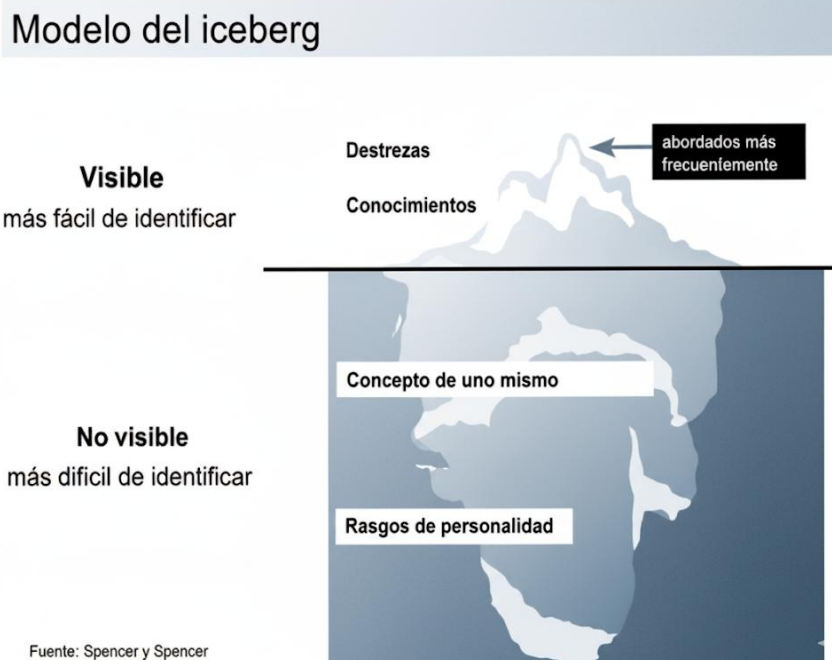 Modelo del iceberg
Visible
más fácil de identificar
Destrezas
Conocimientos
abordados más
frecuentemente
Concepto de uno mismo
No visible
más dificil de identificar
Rasgos de personalidad
Fuente: Spencer y Spencer